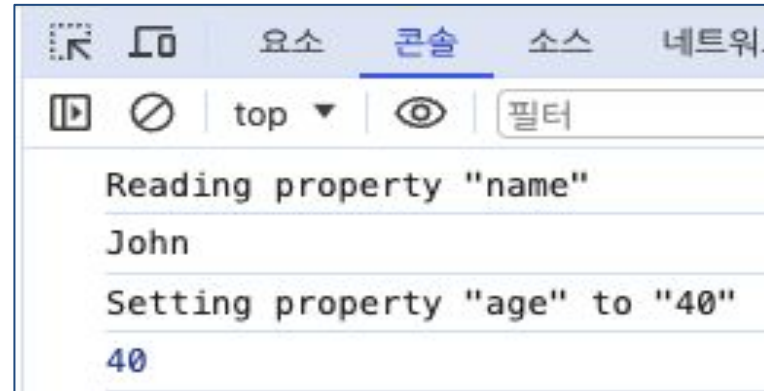 요소 콘솔 소스 네트워
top 필터
Reading property "name"
John
Setting property "age" to "40"
40